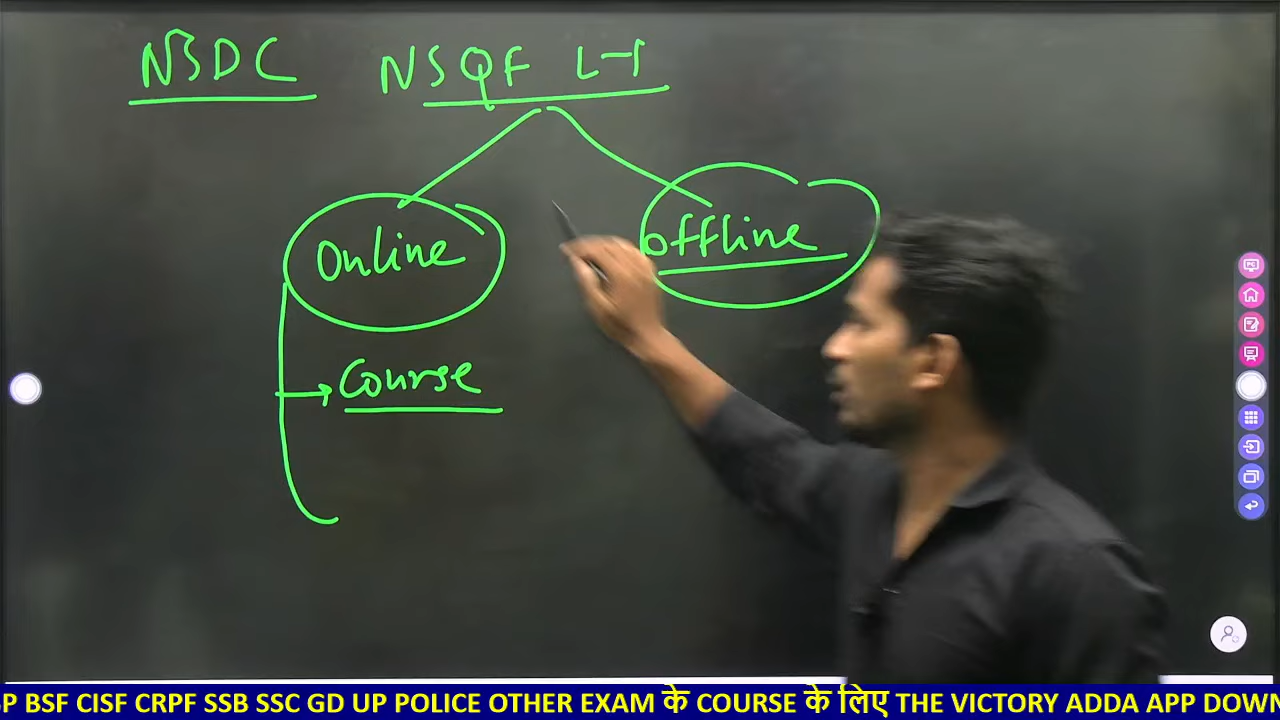 NSDC NSQF L-1
Online offline
Course
P BSF CISF CRPF SSB SSC GD UP POLICE OTHER EXAM के COURSE के लिए THE VICTORY ADDA APP DOWN